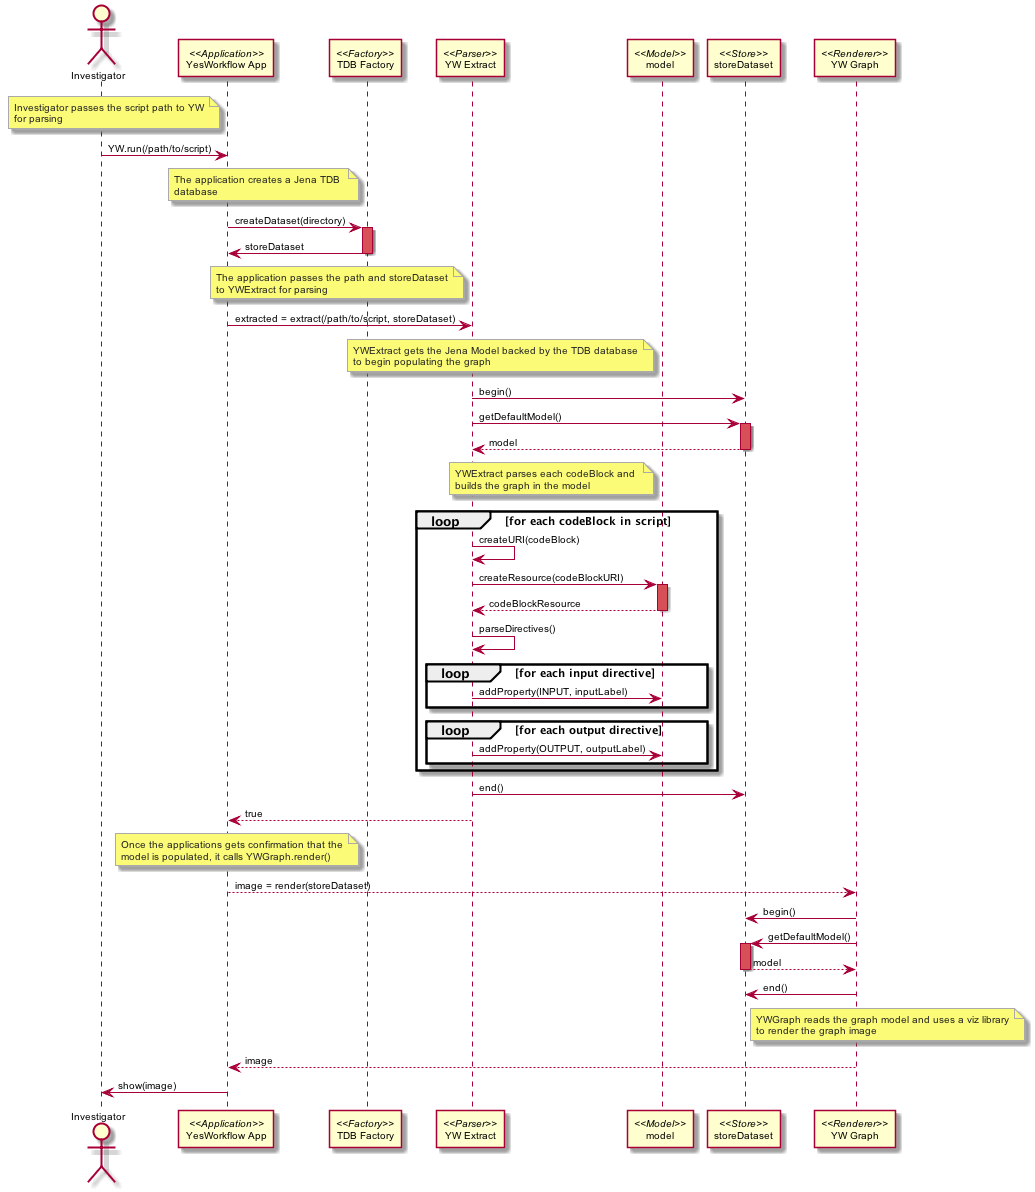 Investigator
<<Application>>
YesWorkflow App
<<Factory>>
TDB Factory
<<Parser>>
YW Extract
<<Model>>
model
<<Store>>
storeDataset
<<Renderer>>
YW Graph
Investigator passes the script path to YW
for parsing
YW.run(/path/to/script)
The application creates a Jena TDB
database
createDataset(directory)
storeDataset
The application passes the path and storeDataset
to YWExtract for parsing
extracted = extract(/path/to/script, storeDataset)
YWExtract gets the Jena Model backed by the TDB database
to begin populating the graph
begin()
getDefaultModel()
model
YWExtract parses each codeBlock and
builds the graph in the model
loop [for each codeBlock in script]
createURI(codeBlock)
createResource(codeBlockURI)
codeBlockResource
parseDirectives()
loop [for each input directive]
addProperty(INPUT, inputLabel)
loop [for each output directive]
addProperty(OUTPUT, outputLabel)
end()
true
Once the applications gets confirmation that the
model is populated, it calls YWGraph.render()
image = render(storeDataset)
begin()
getDefaultModel()
model
end()
YWGraph reads the graph model and uses a viz library
to render the graph image
image
show(image)
Investigator
<<Application>>
YesWorkflow App
<<Factory>>
TDB Factory
<<Parser>>
YW Extract
<<Model>>
model
<<Store>>
storeDataset
<<Renderer>>
YW Graph